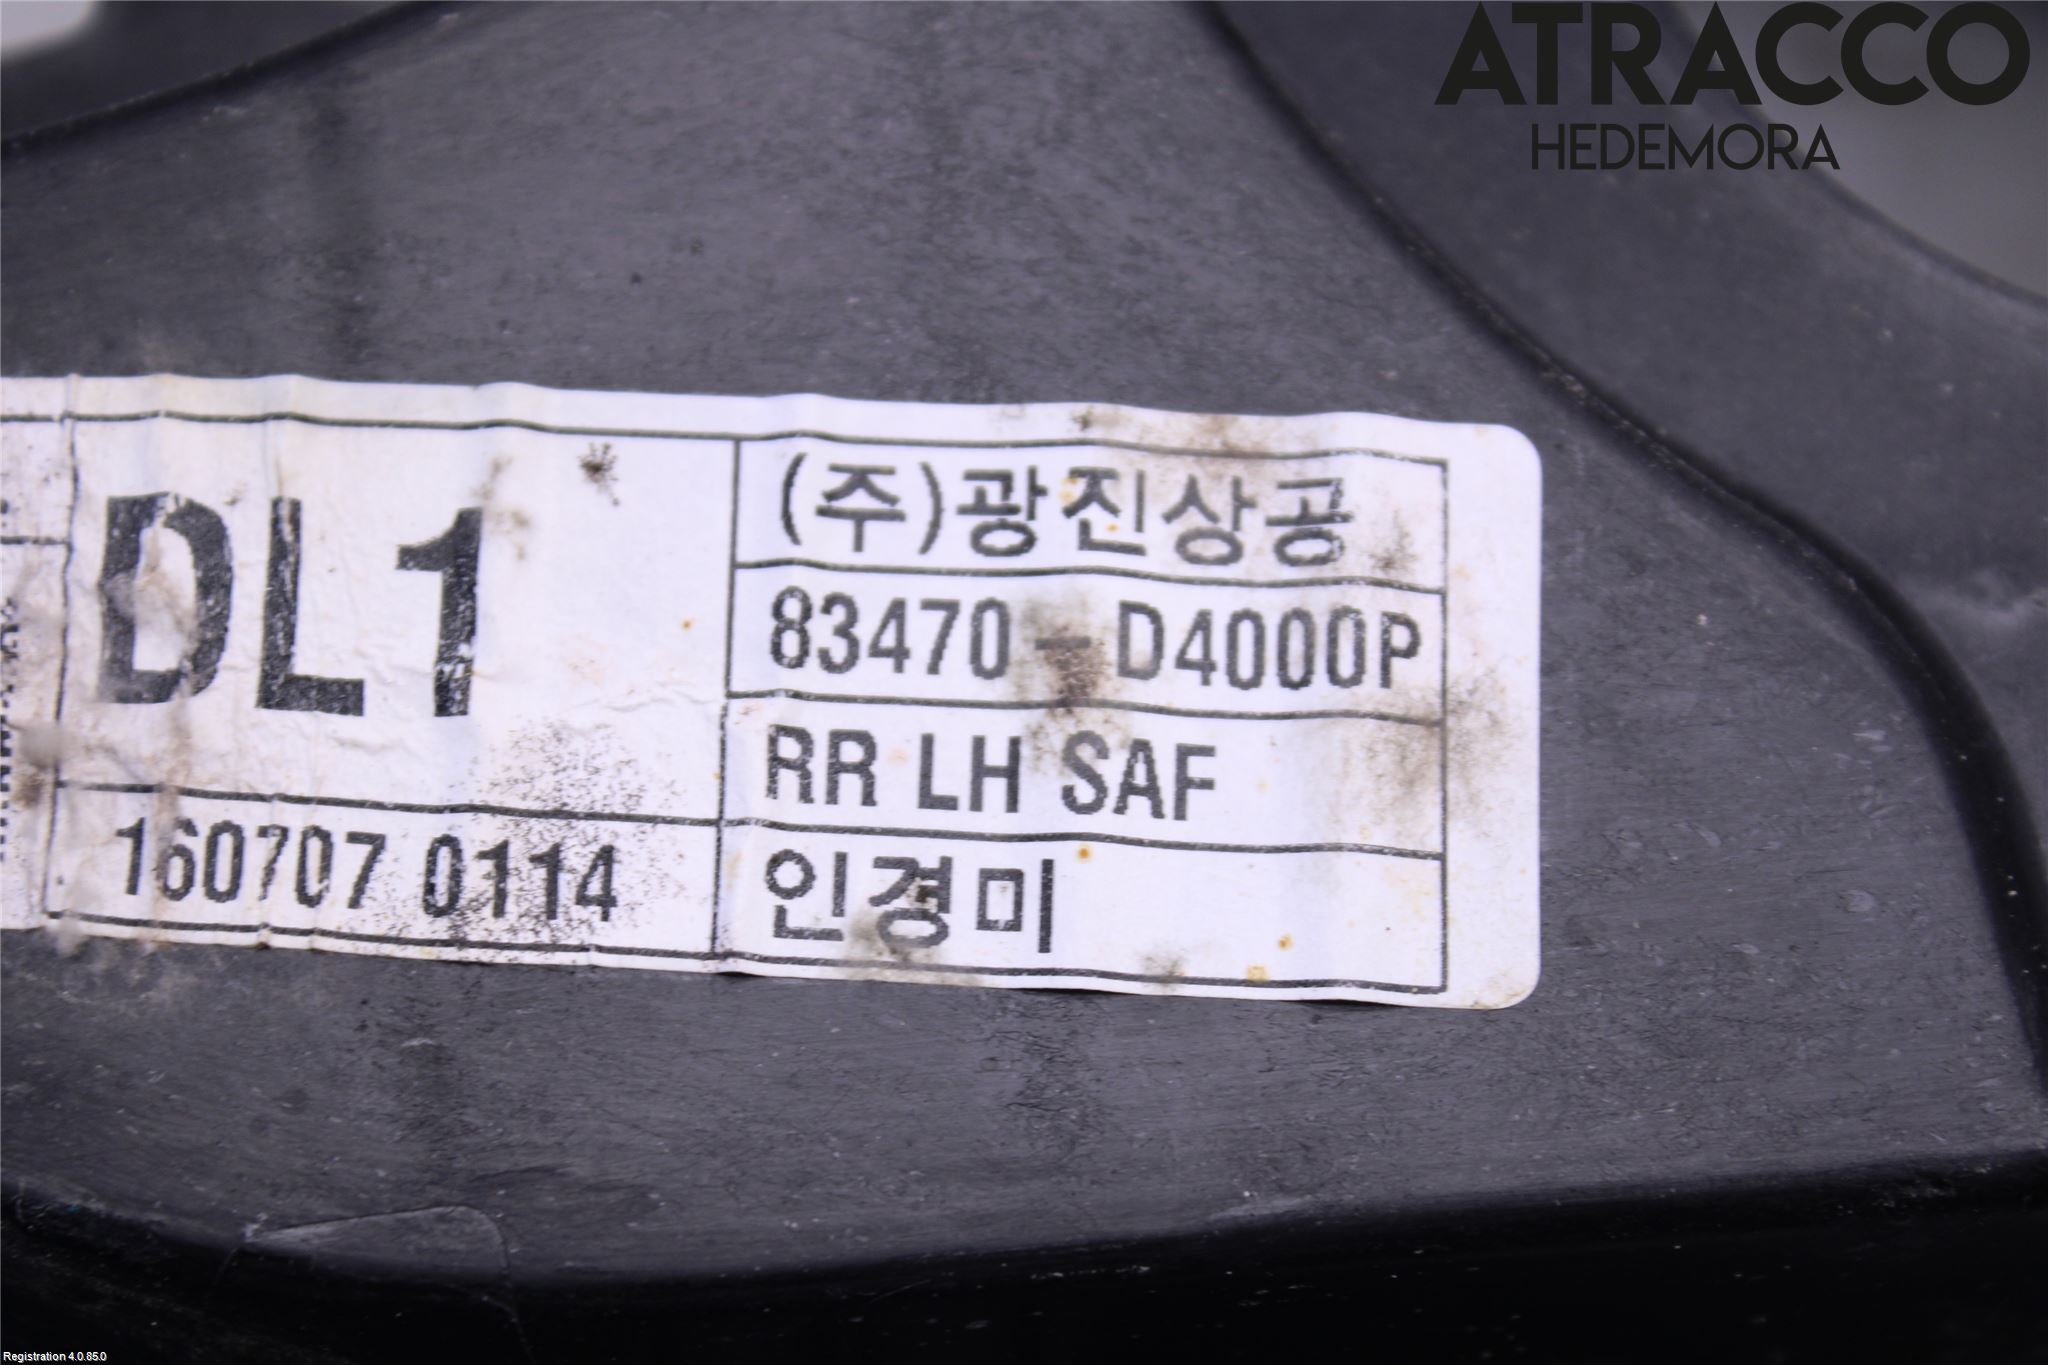 ATRACCO
HEDEMORA
DL1
160707 0114
(주)광진상공
83470-D4000P
RR LH SAF
인경미
Registration 4.0.85.0